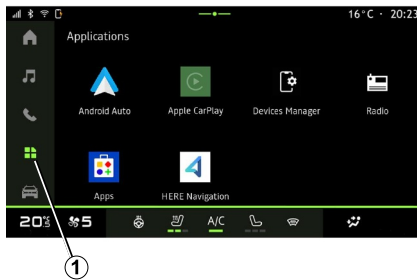 16°C · 20:23
Applications
Android Auto
Apple CarPlay
Devices Manager
Radio
Apps
HERE Navigation
20.5
5
A/C
1